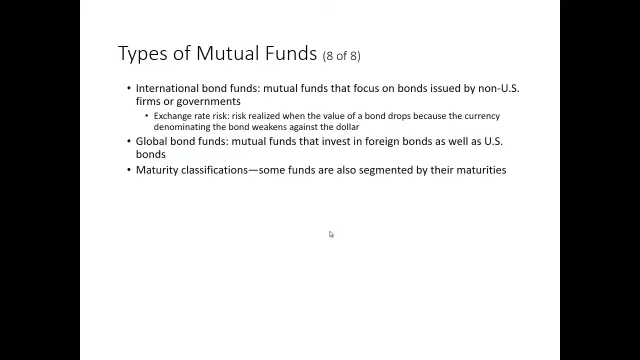 Types of Mutual Funds (8 of 8)
• International bond funds: mutual funds that focus on bonds issued by non-U.S.
firms or governments
• Exchange rate risk: risk realized when the value of a bond drops because the currency
denominating the bond weakens against the dollar
• Global bond funds: mutual funds that invest in foreign bonds as well as U.S.
bonds
• Maturity classifications—some funds are also segmented by their maturities